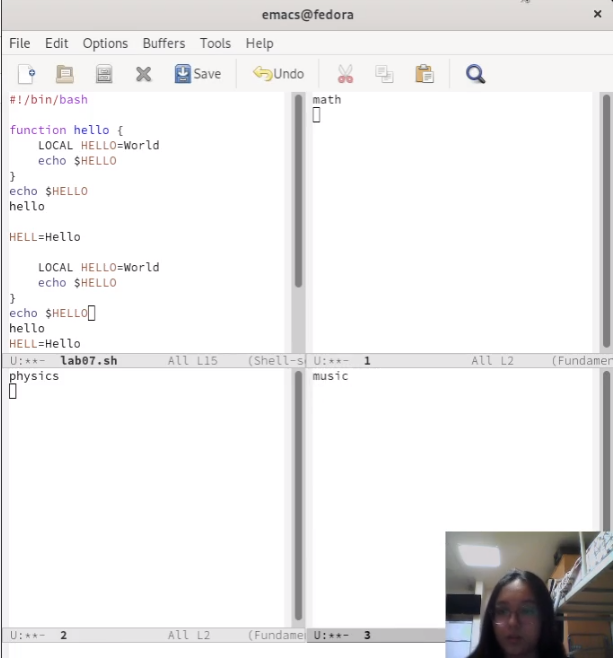 emacs@fedora
File Edit Options Buffers Tools Help
Save Undo
#!/bin/bash
function hello {
    LOCAL HELLO=World
    echo $HELLO
}
echo $HELLO
hello
HELL=Hello
    LOCAL HELLO=World
    echo $HELLO
}
echo $HELLO
hello
HELL=Hello
U:**- lab07.sh All L15 (Shell-s
math
U:**- 1 All L2 (Fundamen
physics
U:**- 2 All L2 (Fundame
music
U:**- 3